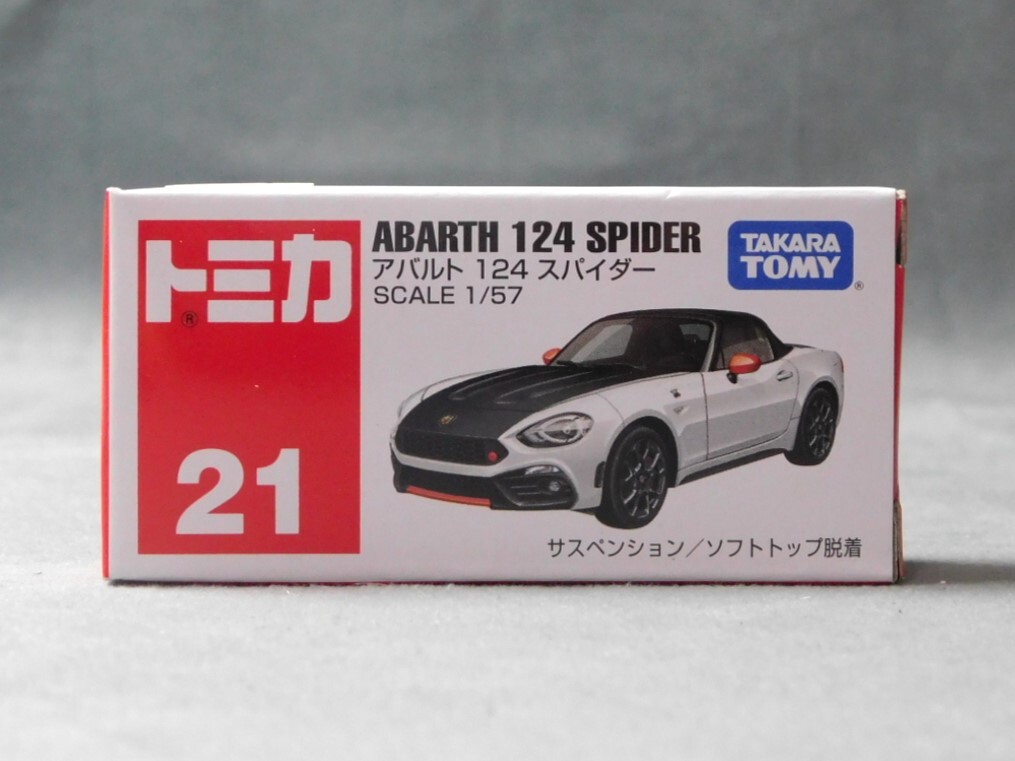 トミカ
®
21
ABARTH 124 SPIDER
アバルト 124 スパイダー
SCALE 1/57
TAKARA
TOMY
®
サスペンション/ソフトトップ脱着